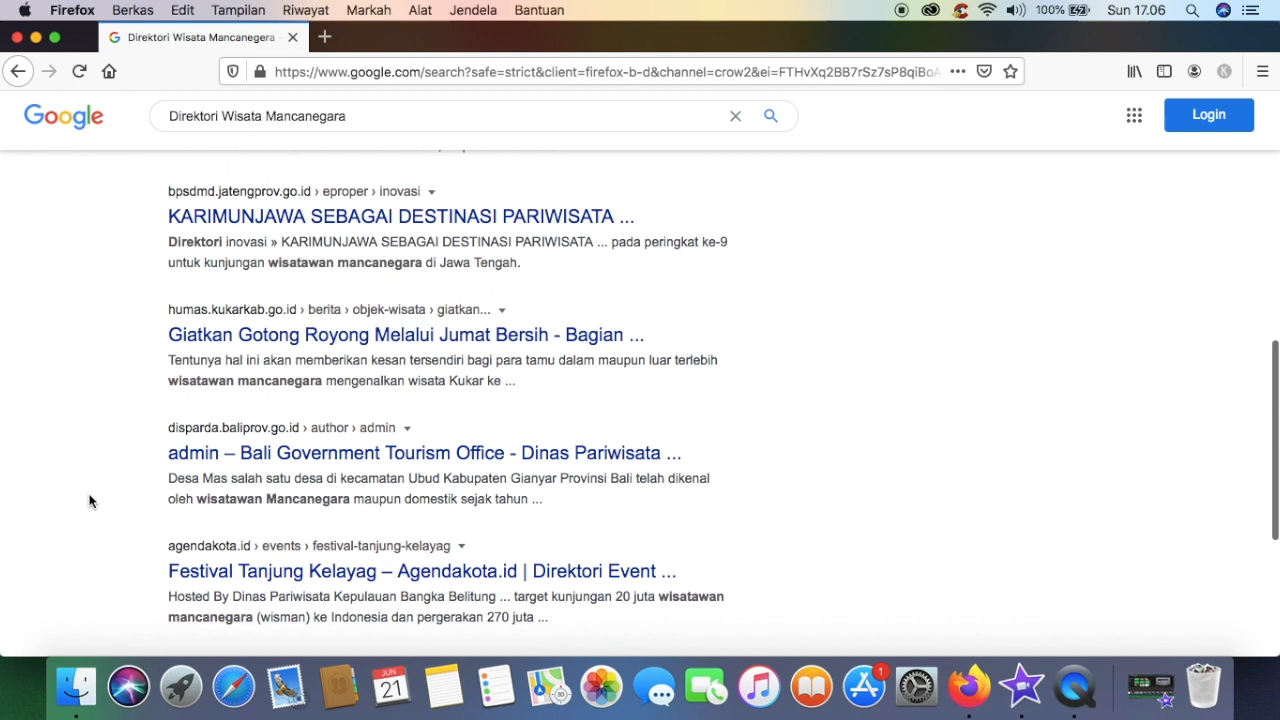 Firefox Berkas Edit Tampilan Riwayat Markah Alat Jendela Bantuan 100% Sun 17.06
Direktori Wisata Mancanegara -
https://www.google.com/search?safe=strict&client=firefox-b-d&channel=crow2&ei=FTHvXq2BB7rSz7sP8qiBoA
Google Direktori Wisata Mancanegara Login
bpsdmd.jatengprov.go.id › eproper › inovasi
KARIMUNJAWA SEBAGAI DESTINASI PARIWISATA ...
Direktori inovasi » KARIMUNJAWA SEBAGAI DESTINASI PARIWISATA ... pada peringkat ke-9
untuk kunjungan wisatawan mancanegara di Jawa Tengah.
humas.kukarkab.go.id › berita › objek-wisata › giatkan...
Giatkan Gotong Royong Melalui Jumat Bersih - Bagian ...
Tentunya hal ini akan memberikan kesan tersendiri bagi para tamu dalam maupun luar terlebih
wisatawan mancanegara mengenalkan wisata Kukar ke ...
disparda.baliprov.go.id › author › admin
admin – Bali Government Tourism Office - Dinas Pariwisata ...
Desa Mas salah satu desa di kecamatan Ubud Kabupaten Gianyar Provinsi Bali telah dikenal
oleh wisatawan Mancanegara maupun domestik sejak tahun ...
agendakota.id › events › festival-tanjung-kelayag
Festival Tanjung Kelayag – Agendakota.id | Direktori Event ...
Hosted By Dinas Pariwisata Kepulauan Bangka Belitung ... target kunjungan 20 juta wisatawan
mancanegara (wisman) ke Indonesia dan pergerakan 270 juta ...
JUN
21
1